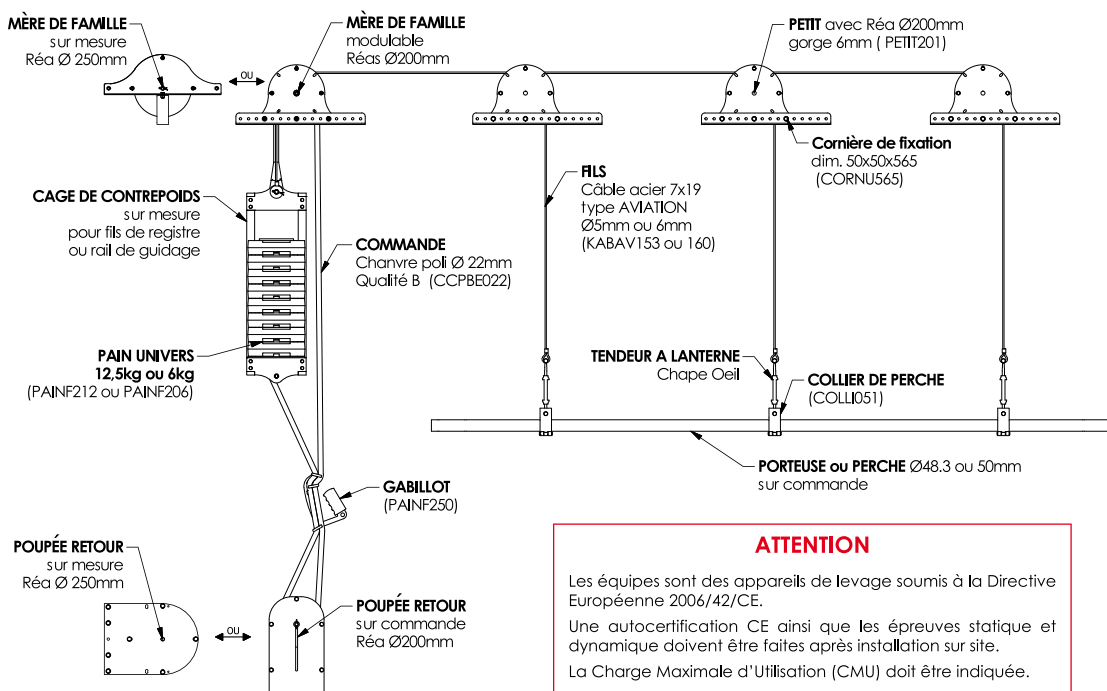 MÈRE DE FAMILLE
sur mesure
Réa Ø 250mm
OU
MÈRE DE FAMILLE
modulable
Réas Ø200mm
PETIT avec Réa Ø200mm
gorge 6mm ( PETIT201)
Cornière de fixation
dim. 50x50x565
(CORNU565)
FILS
Câble acier 7x19
type AVIATION
Ø5mm ou 6mm
(KABAV153 ou 160)
CAGE DE CONTREPOIDS
sur mesure
pour fils de registre
ou rail de guidage
COMMANDE
Chanvre poli Ø 22mm
Qualité B (CCPBE022)
PAIN UNIVERS
12,5kg ou 6kg
(PAINF212 ou PAINF206)
TENDEUR A LANTERNE
Chape Oeil
COLLIER DE PERCHE
(COLLI051)
PORTEUSE ou PERCHE Ø48.3 ou 50mm
sur commande
GABILLOT
(PAINF250)
POUPÉE RETOUR
sur mesure
Réa Ø 250mm
OU
POUPÉE RETOUR
sur commande
Réa Ø200mm
ATTENTION
Les équipes sont des appareils de levage soumis à la Directive
Européenne 2006/42/CE.
Une autocertification CE ainsi que les épreuves statique et
dynamique doivent être faites après installation sur site.
La Charge Maximale d'Utilisation (CMU) doit être indiquée.